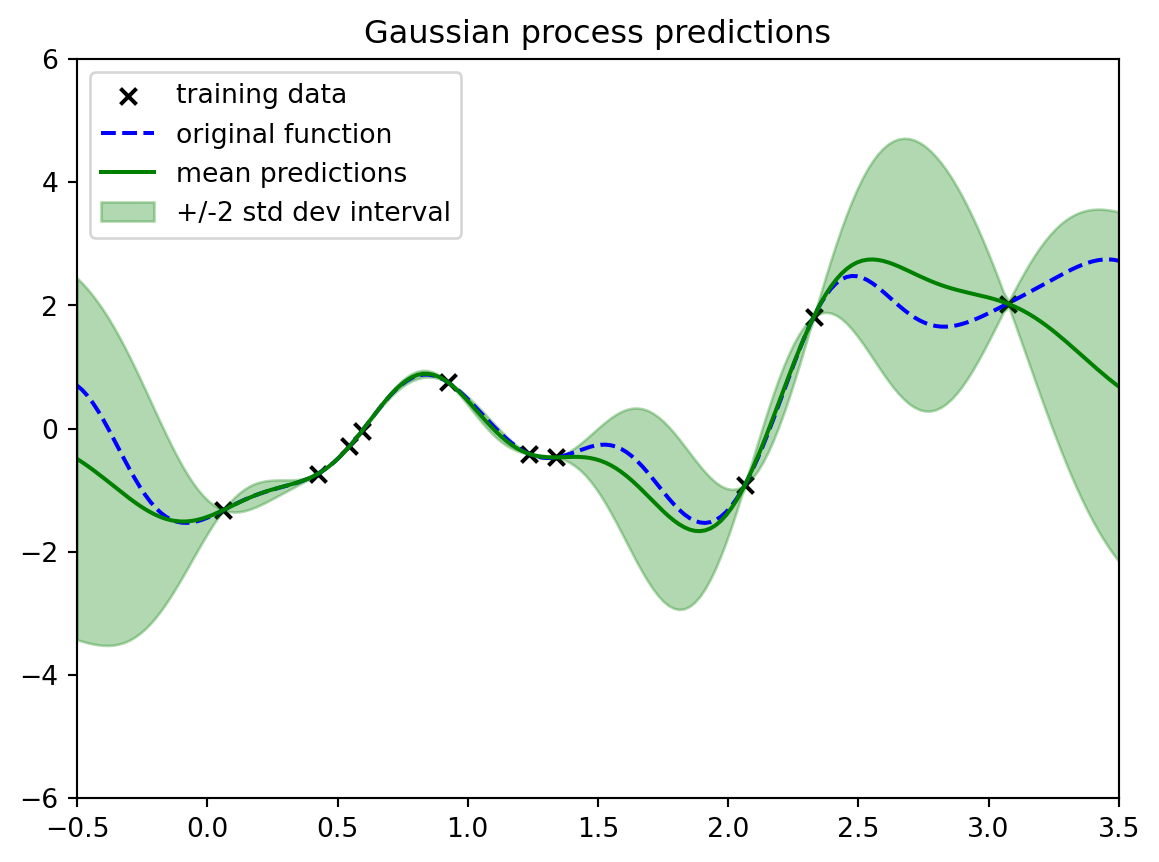 Gaussian process predictions
6
training data
original function
4
mean predictions
+/-2 std dev interval
2
0
−2
−4
−6
−0.5 0.0 0.5 1.0 1.5 2.0 2.5 3.0 3.5